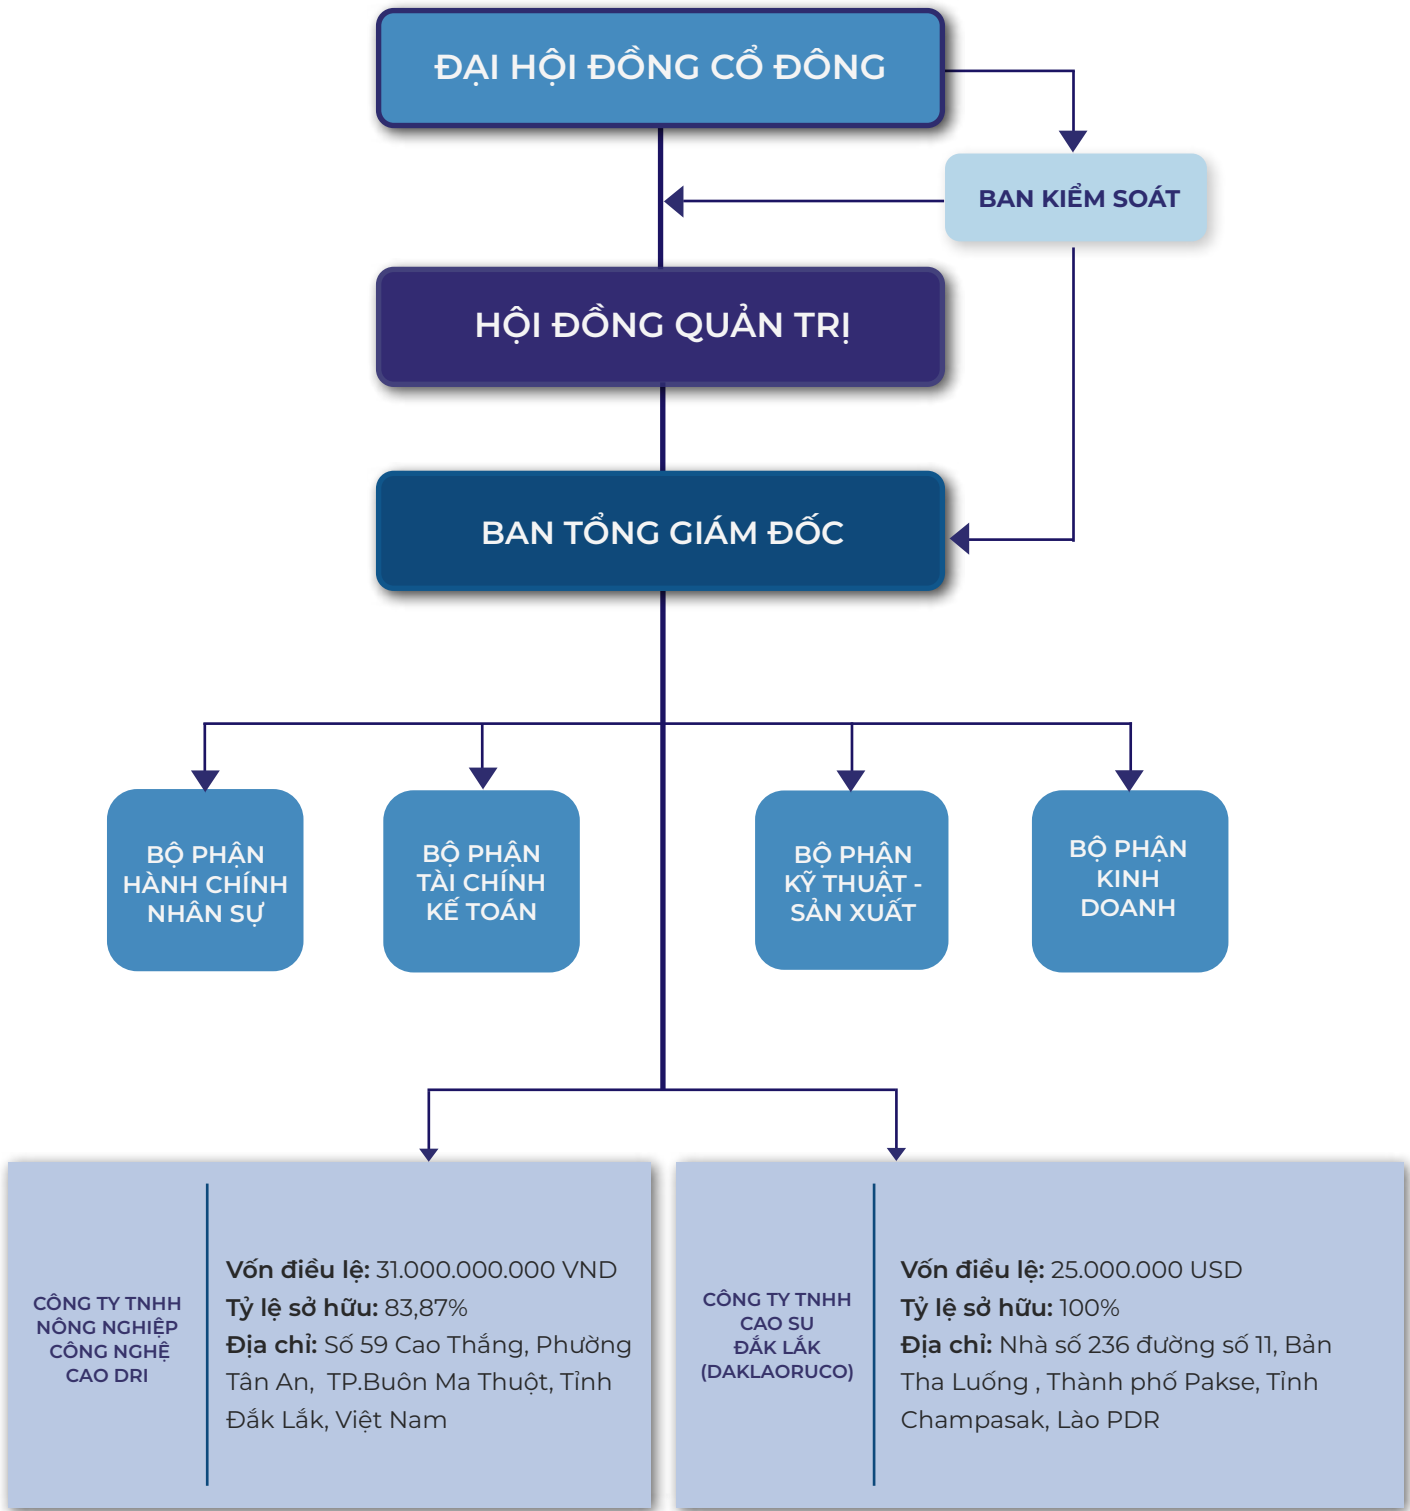 ĐẠI HỘI ĐỒNG CỔ ĐÔNG
BAN KIỂM SOÁT
HỘI ĐỒNG QUẢN TRỊ
BAN TỔNG GIÁM ĐỐC
BỘ PHẬN
HÀNH CHÍNH
NHÂN SỰ
BỘ PHẬN
TÀI CHÍNH
KẾ TOÁN
BỘ PHẬN
KỸ THUẬT -
SẢN XUẤT
BỘ PHẬN
KINH
DOANH
CÔNG TY TNHH
NÔNG NGHIỆP
CÔNG NGHỆ
CAO DRI
Vốn điều lệ: 31.000.000.000 VND
Tỷ lệ sở hữu: 83,87%
Địa chỉ: Số 59 Cao Thắng, Phường
Tân An, TP.Buôn Ma Thuột, Tỉnh
Đắk Lắk, Việt Nam
CÔNG TY TNHH
CAO SU
ĐẮK LẮK
(DAKLAORUCO)
Vốn điều lệ: 25.000.000 USD
Tỷ lệ sở hữu: 100%
Địa chỉ: Nhà số 236 đường số 11, Bản
Tha Luống , Thành phố Pakse, Tỉnh
Champasak, Lào PDR